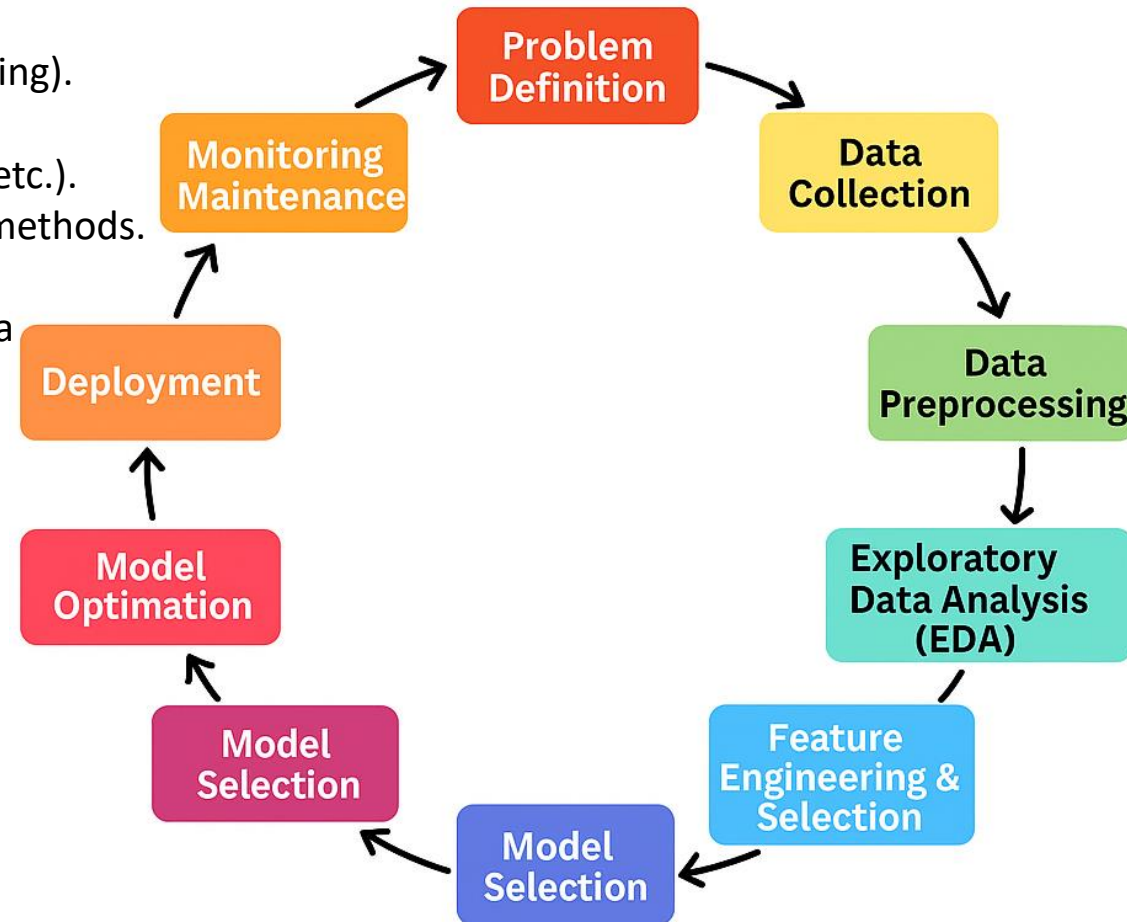 ing).
etc.).
methods.
a
Problem
Definition
Data
Collection
Data
Preprocessing
Exploratory
Data Analysis
(EDA)
Feature
Engineering &
Selection
Model
Selection
Model
Selection
Model
Optimation
Deployment
Monitoring
Maintenance